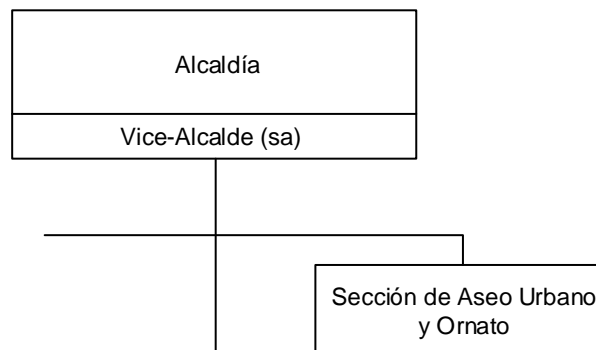 Alcaldía
Vice-Alcalde (sa)
Sección de Aseo Urbano
y Ornato